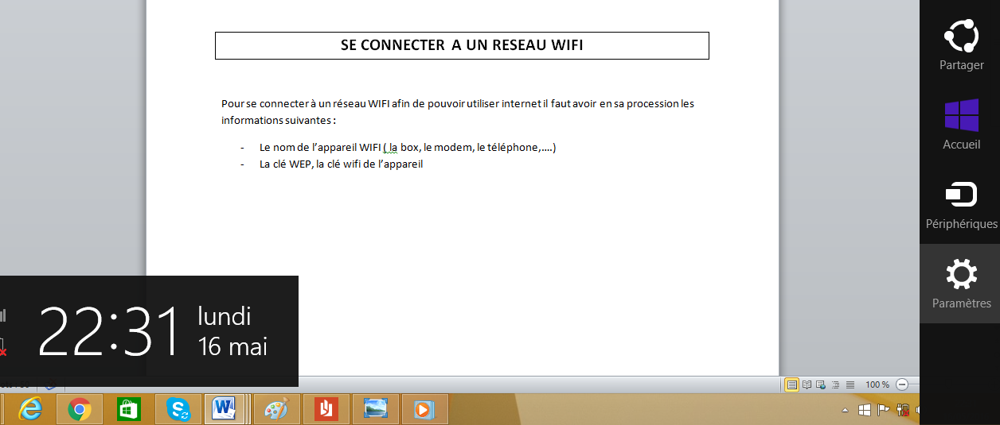 SE CONNECTER A UN RESEAU WIFI
Pour se connecter à un réseau WIFI afin de pouvoir utiliser internet il faut avoir en sa procession les
informations suivantes :
- Le nom de l'appareil WIFI ( la box, le modem, le téléphone,....)
- La clé WEP, la clé wifi de l'appareil
Partager
Accueil
Périphériques
Paramètres
22:31
lundi
16 mai
100 %